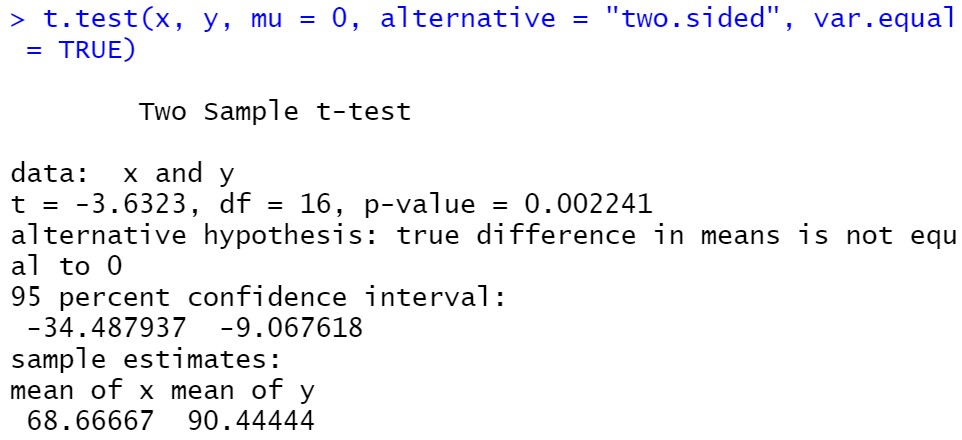 > t.test(x, y, mu = 0, alternative = "two.sided", var.equal
= TRUE)
Two Sample t-test
data:  x and y
t = -3.6323, df = 16, p-value = 0.002241
alternative hypothesis: true difference in means is not equ
al to 0
95 percent confidence interval:
-34.487937  -9.067618
sample estimates:
mean of x mean of y
68.66667  90.44444